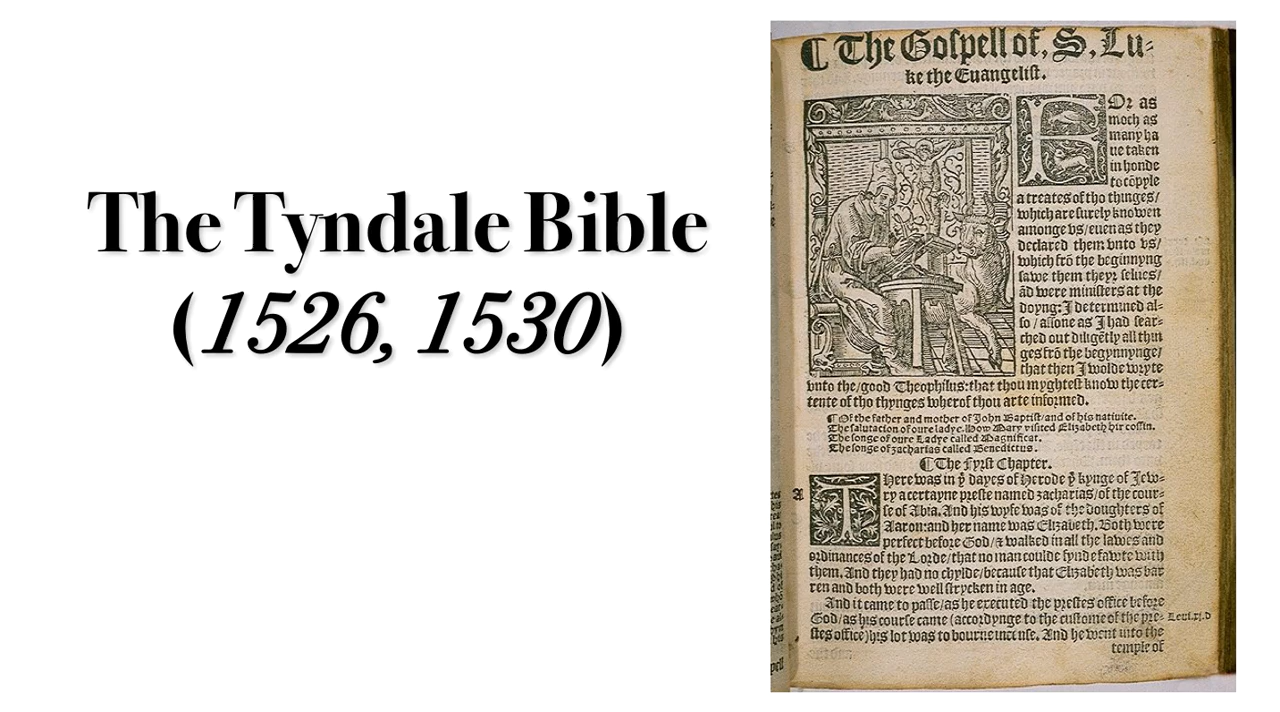 The Tyndale Bible
(1526, 1530)
¶ The Goſpell of. S. Lu-
ke the Euangeliſt.
FOr as
moch as
many ha
ue taken
in honde
to cōpyle
a treates of tho thinges/
which are ſurely knowen
amonge vs/euen as they
declared them vnto vs/
which frō the beginnyng
ſawe them theyr ſelues/
ād were miniſters at the
doyng: I determined al-
ſo/aſſone as I had ſear-
ched out diligētly all thin
ges frō the begynnynge/
that then I wolde wryte
vnto the/good Theophilus: that thou myghteſt know the cer-
tente of tho thynges wherof thou arte informed.
¶ Of the father and mother of John Baptiſt/and of his natiuite.
The ſalutacion of oure ladye. How Mary viſited Elizabeth hir coſſin.
The ſonge of oure Ladye called Magnificat.
The ſonge of zacharias called Benedictus.
¶ The fyrſt Chapter.
A
THere was in ẏ dayes of Herode ẏ kynge of Jew-
ry a certayne preſte named zacharias/of the cour-
ſe of Abia. And his wyfe was of the doughters of
Aaron: and her name was Elizabeth. Both were
perfect before God/& walked in all the lawes and
ordinances of the Lorde/that no man coulde fynde fawte with
them. And they had no chylde/becauſe that Elizabeth was bar
ren and both were well ſtrycken in age.
And it came to paſſe/as he executed the preſtes office before
God/as his courſe came (accordynge to the cuſtome of the pre-
Leui.xj.d
ſtes office) his lot was to bourne incenſe. And he went into the
temple of